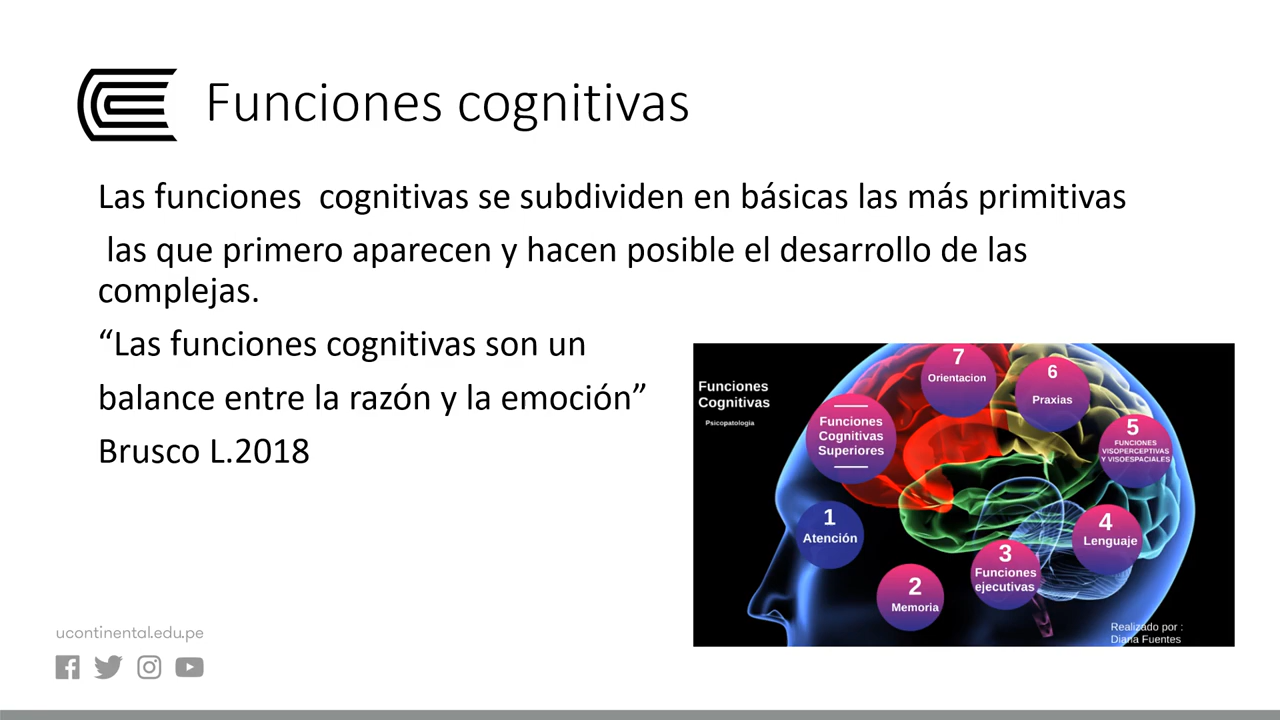 Funciones cognitivas
Las funciones  cognitivas se subdividen en básicas las más primitivas
las que primero aparecen y hacen posible el desarrollo de las
complejas.
“Las funciones cognitivas son un
balance entre la razón y la emoción”
Brusco L.2018
Funciones
Cognitivas
Psicopatologia
Funciones
Cognitivas
Superiores
1
Atención
2
Memoria
3
Funciones
ejecutivas
4
Lenguaje
5
FUNCIONES
VISOPERCEPTIVAS
Y VISOESPACIALES
6
Praxias
7
Orientacion
Realizado por :
Diana Fuentes
ucontinental.edu.pe